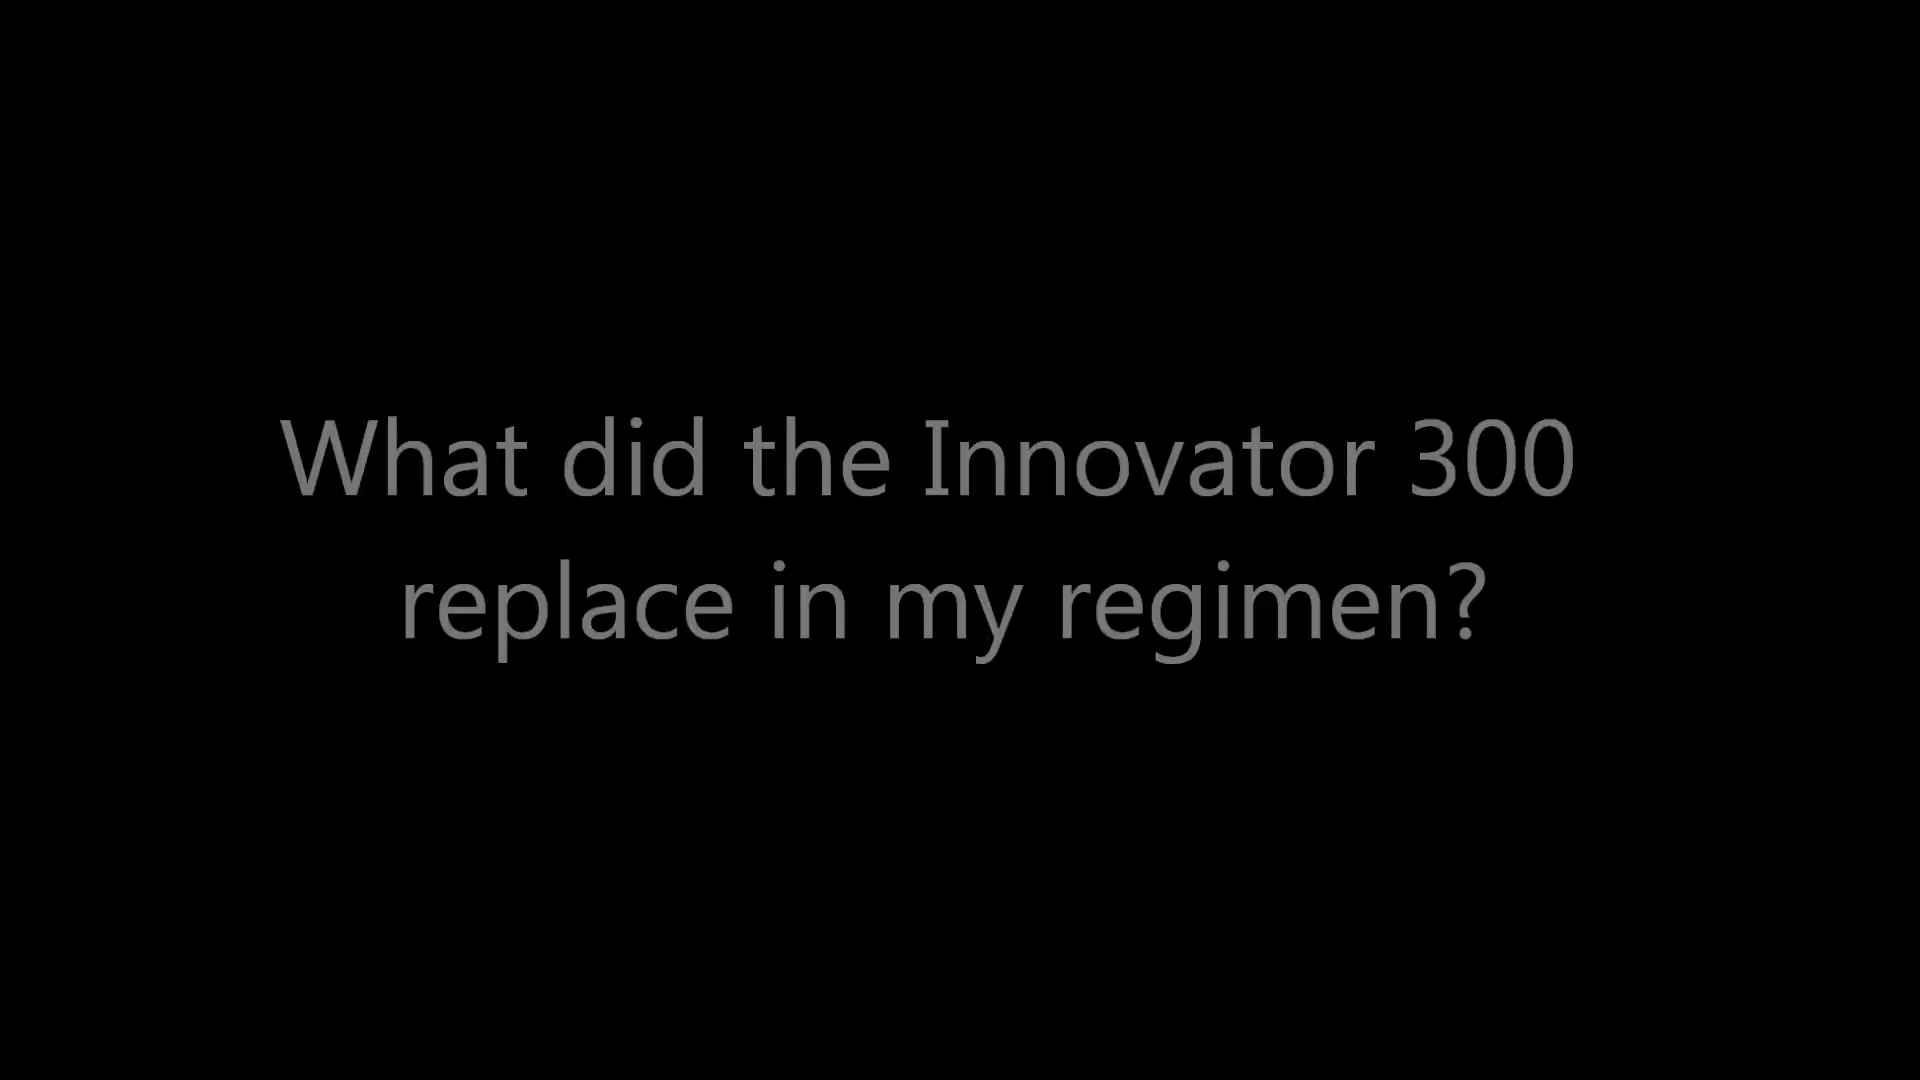 What did the Innovator 300
replace in my regimen?